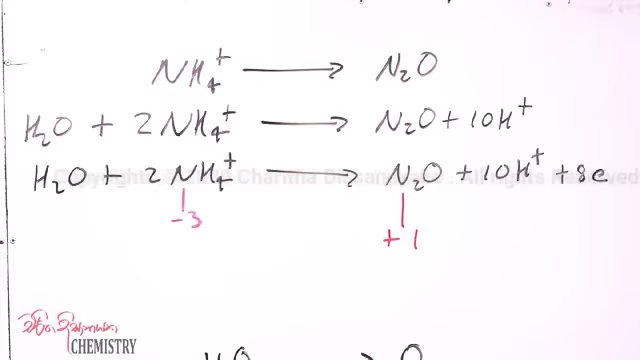 NH₄⁺ → N₂O
H₂O + 2NH₄⁺ → N₂O + 10H⁺
H₂O + 2NH₄⁺ → N₂O + 10H⁺ + 8e
-3 +1
CHEMISTRY